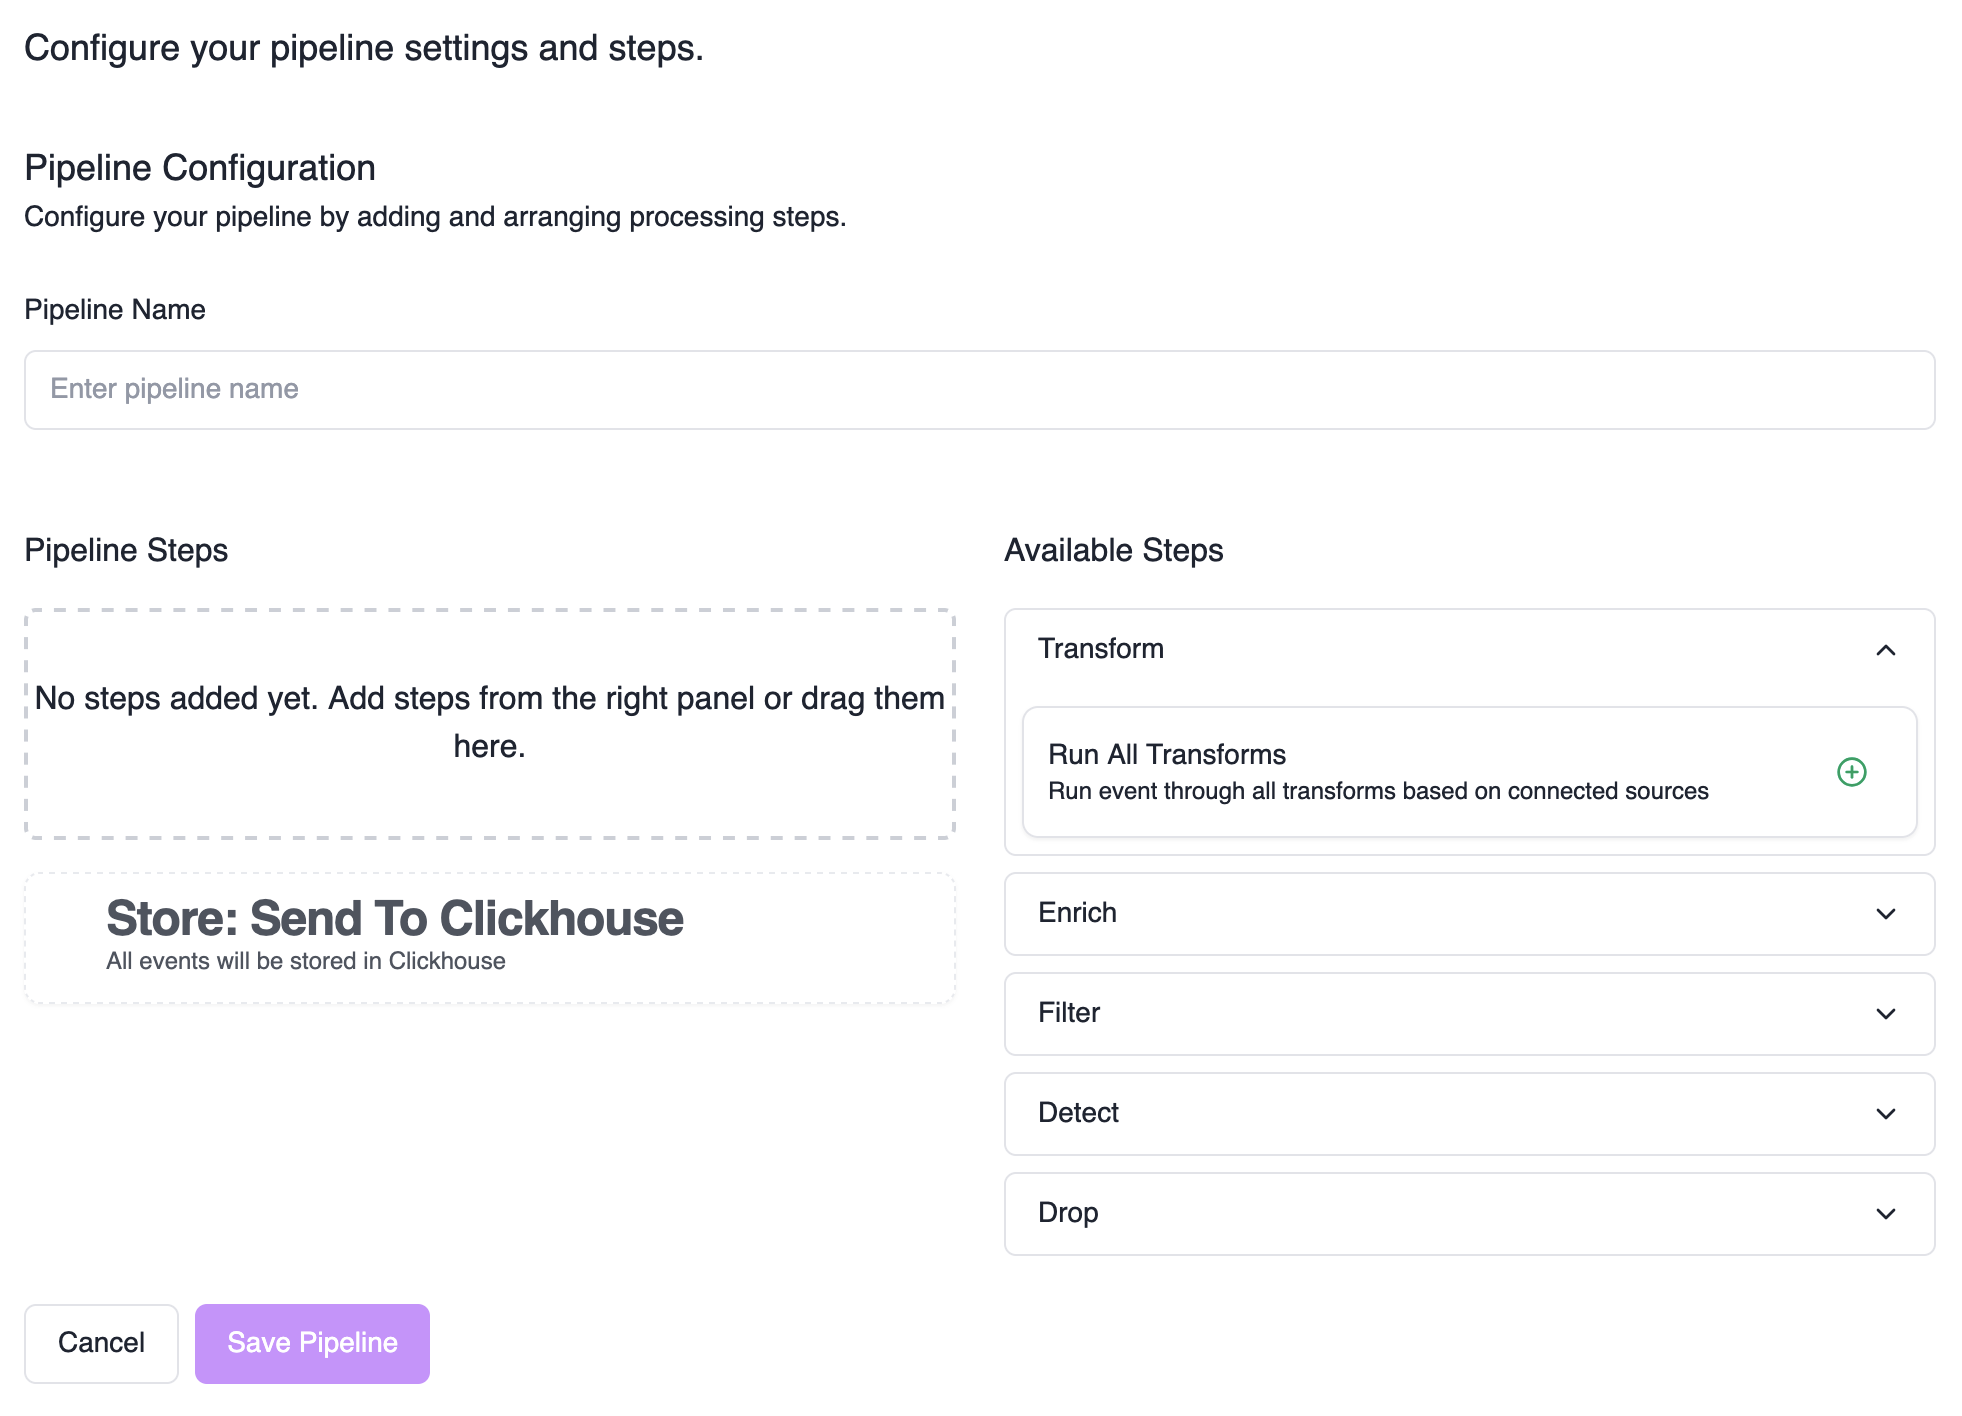 Configure your pipeline settings and steps.
Pipeline Configuration
Configure your pipeline by adding and arranging processing steps.
Pipeline Name
Enter pipeline name
Pipeline Steps
No steps added yet. Add steps from the right panel or drag them
here.
Store: Send To Clickhouse
All events will be stored in Clickhouse
Available Steps
Transform
Run All Transforms
Run event through all transforms based on connected sources
Enrich
Filter
Detect
Drop
Cancel
Save Pipeline